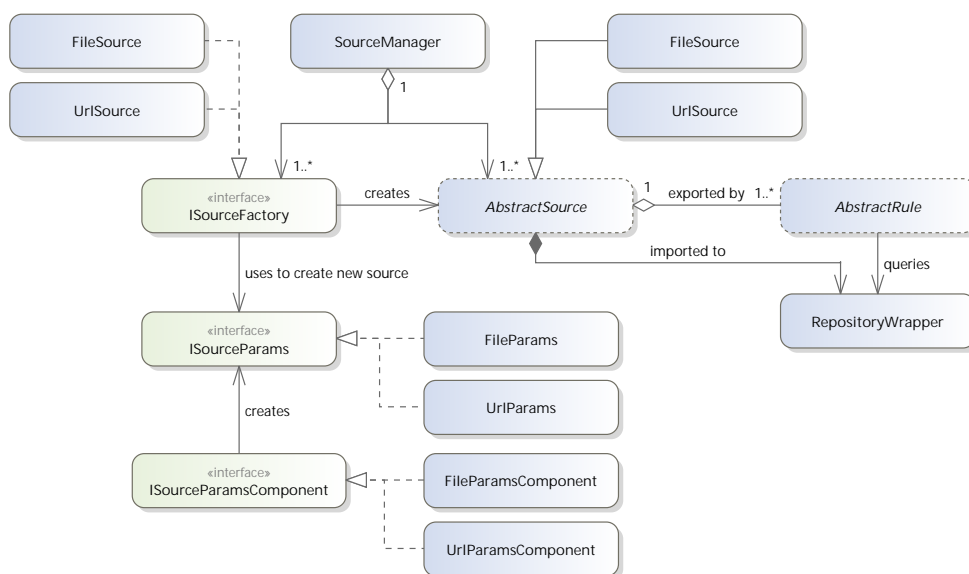 FileSource
SourceManager
FileSource
UrlSource
1
UrlSource
1..*
1..*
«interface»
ISourceFactory
creates
AbstractSource
1
exported by
1..*
AbstractRule
imported to
queries
uses to create new source
«interface»
ISourceParams
FileParams
RepositoryWrapper
UrlParams
creates
«interface»
ISourceParamsComponent
FileParamsComponent
UrlParamsComponent